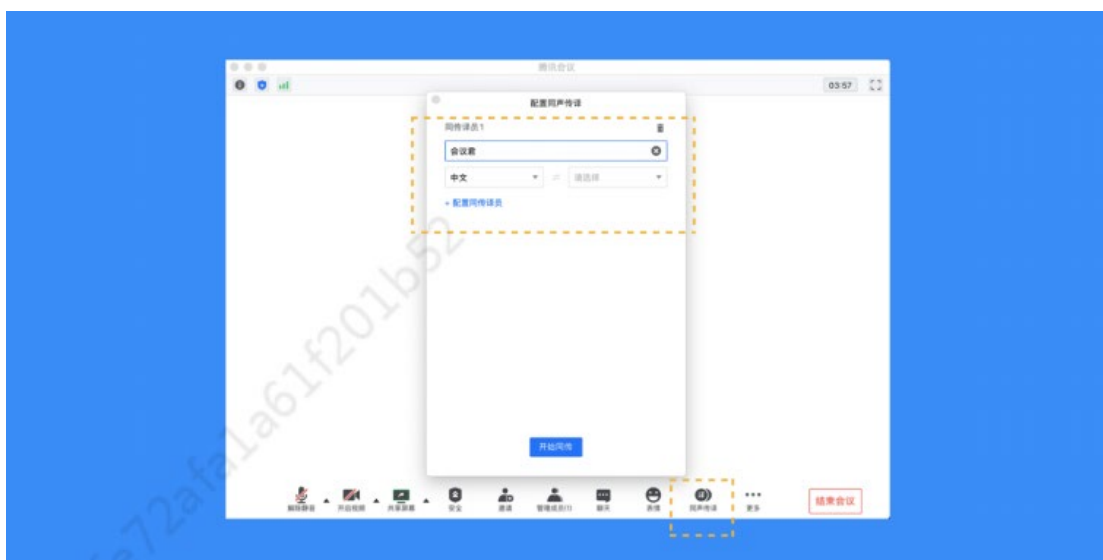 腾讯会议
03:57
配置同声传译
同传译员1
会议君
中文 请选择
+ 配置同传译员
开始同传
解除静音 开启视频 共享屏幕 安全 邀请 管理成员(1) 聊天 表情 同声传译 更多 结束会议
fe72afa1a61f201b52